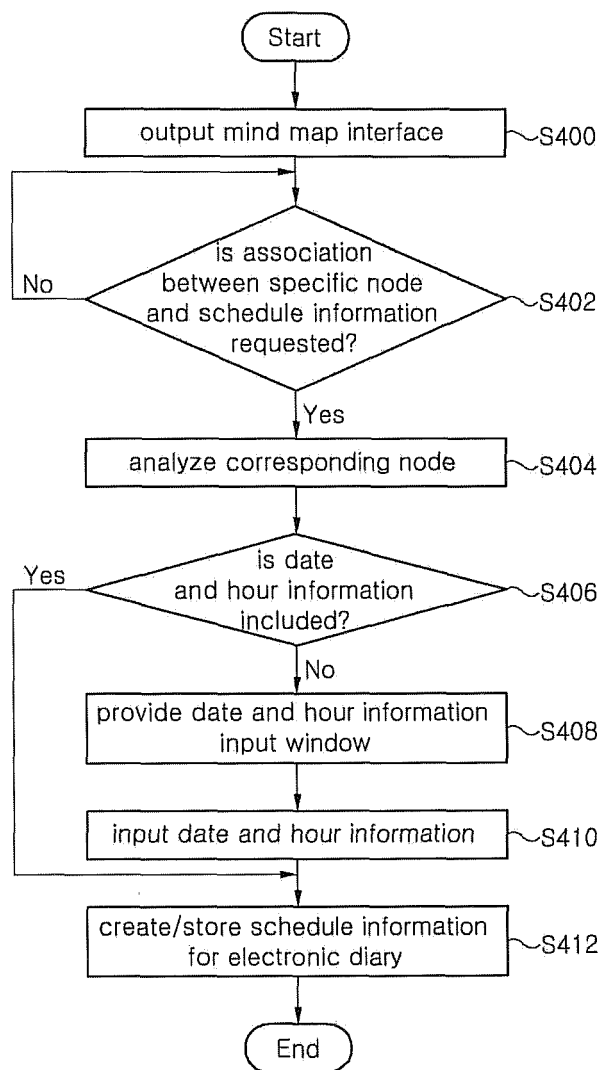 Start
output mind map interface
S400
is association
between specific node
and schedule information
requested?
No
S402
Yes
analyze corresponding node
S404
is date
and hour information
included?
Yes
S406
No
provide date and hour information
input window
S408
input date and hour information
S410
create/store schedule information
for electronic diary
S412
End